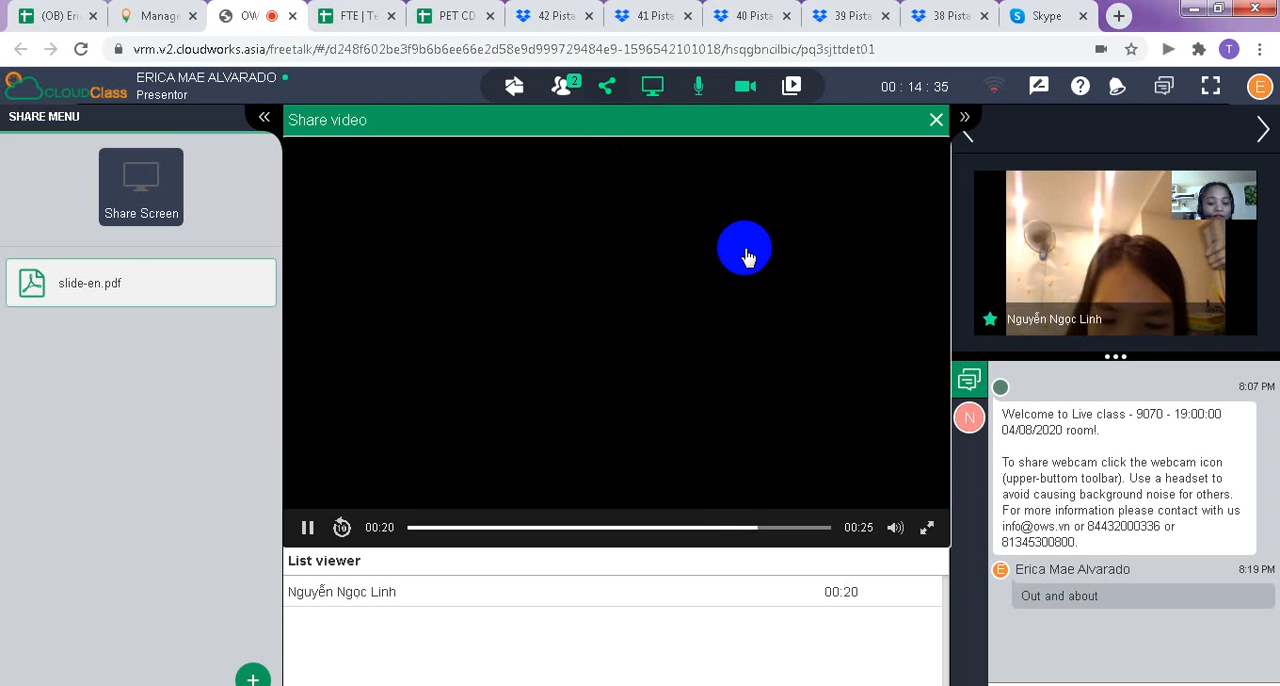 (OB) Eri
Manage
OW
FTE | Te
PET CD
42 Pista
41 Pista
40 Pista
39 Pista
38 Pista
Skype
vrm.v2.cloudworks.asia/freetalk/#/d248f602be3f9b6b6ee66e2d58e9d999729484e9-1596542101018/hsqgbncilbic/pq3sjttdet01
T
CLOUDClass
ERICA MAE ALVARADO
Presentor
2
00 : 14 : 35
E
SHARE MENU
Share video
Share Screen
slide-en.pdf
Nguyễn Ngọc Linh
10
00:20
00:25
List viewer
Nguyễn Ngọc Linh
00:20
8:07 PM
N
Welcome to Live class - 9070 - 19:00:00
04/08/2020 room!.
To share webcam click the webcam icon
(upper-buttom toolbar). Use a headset to
avoid causing background noise for others.
For more information please contact with us
info@ows.vn or 84432000336 or
81345300800.
E
Erica Mae Alvarado
8:19 PM
Out and about